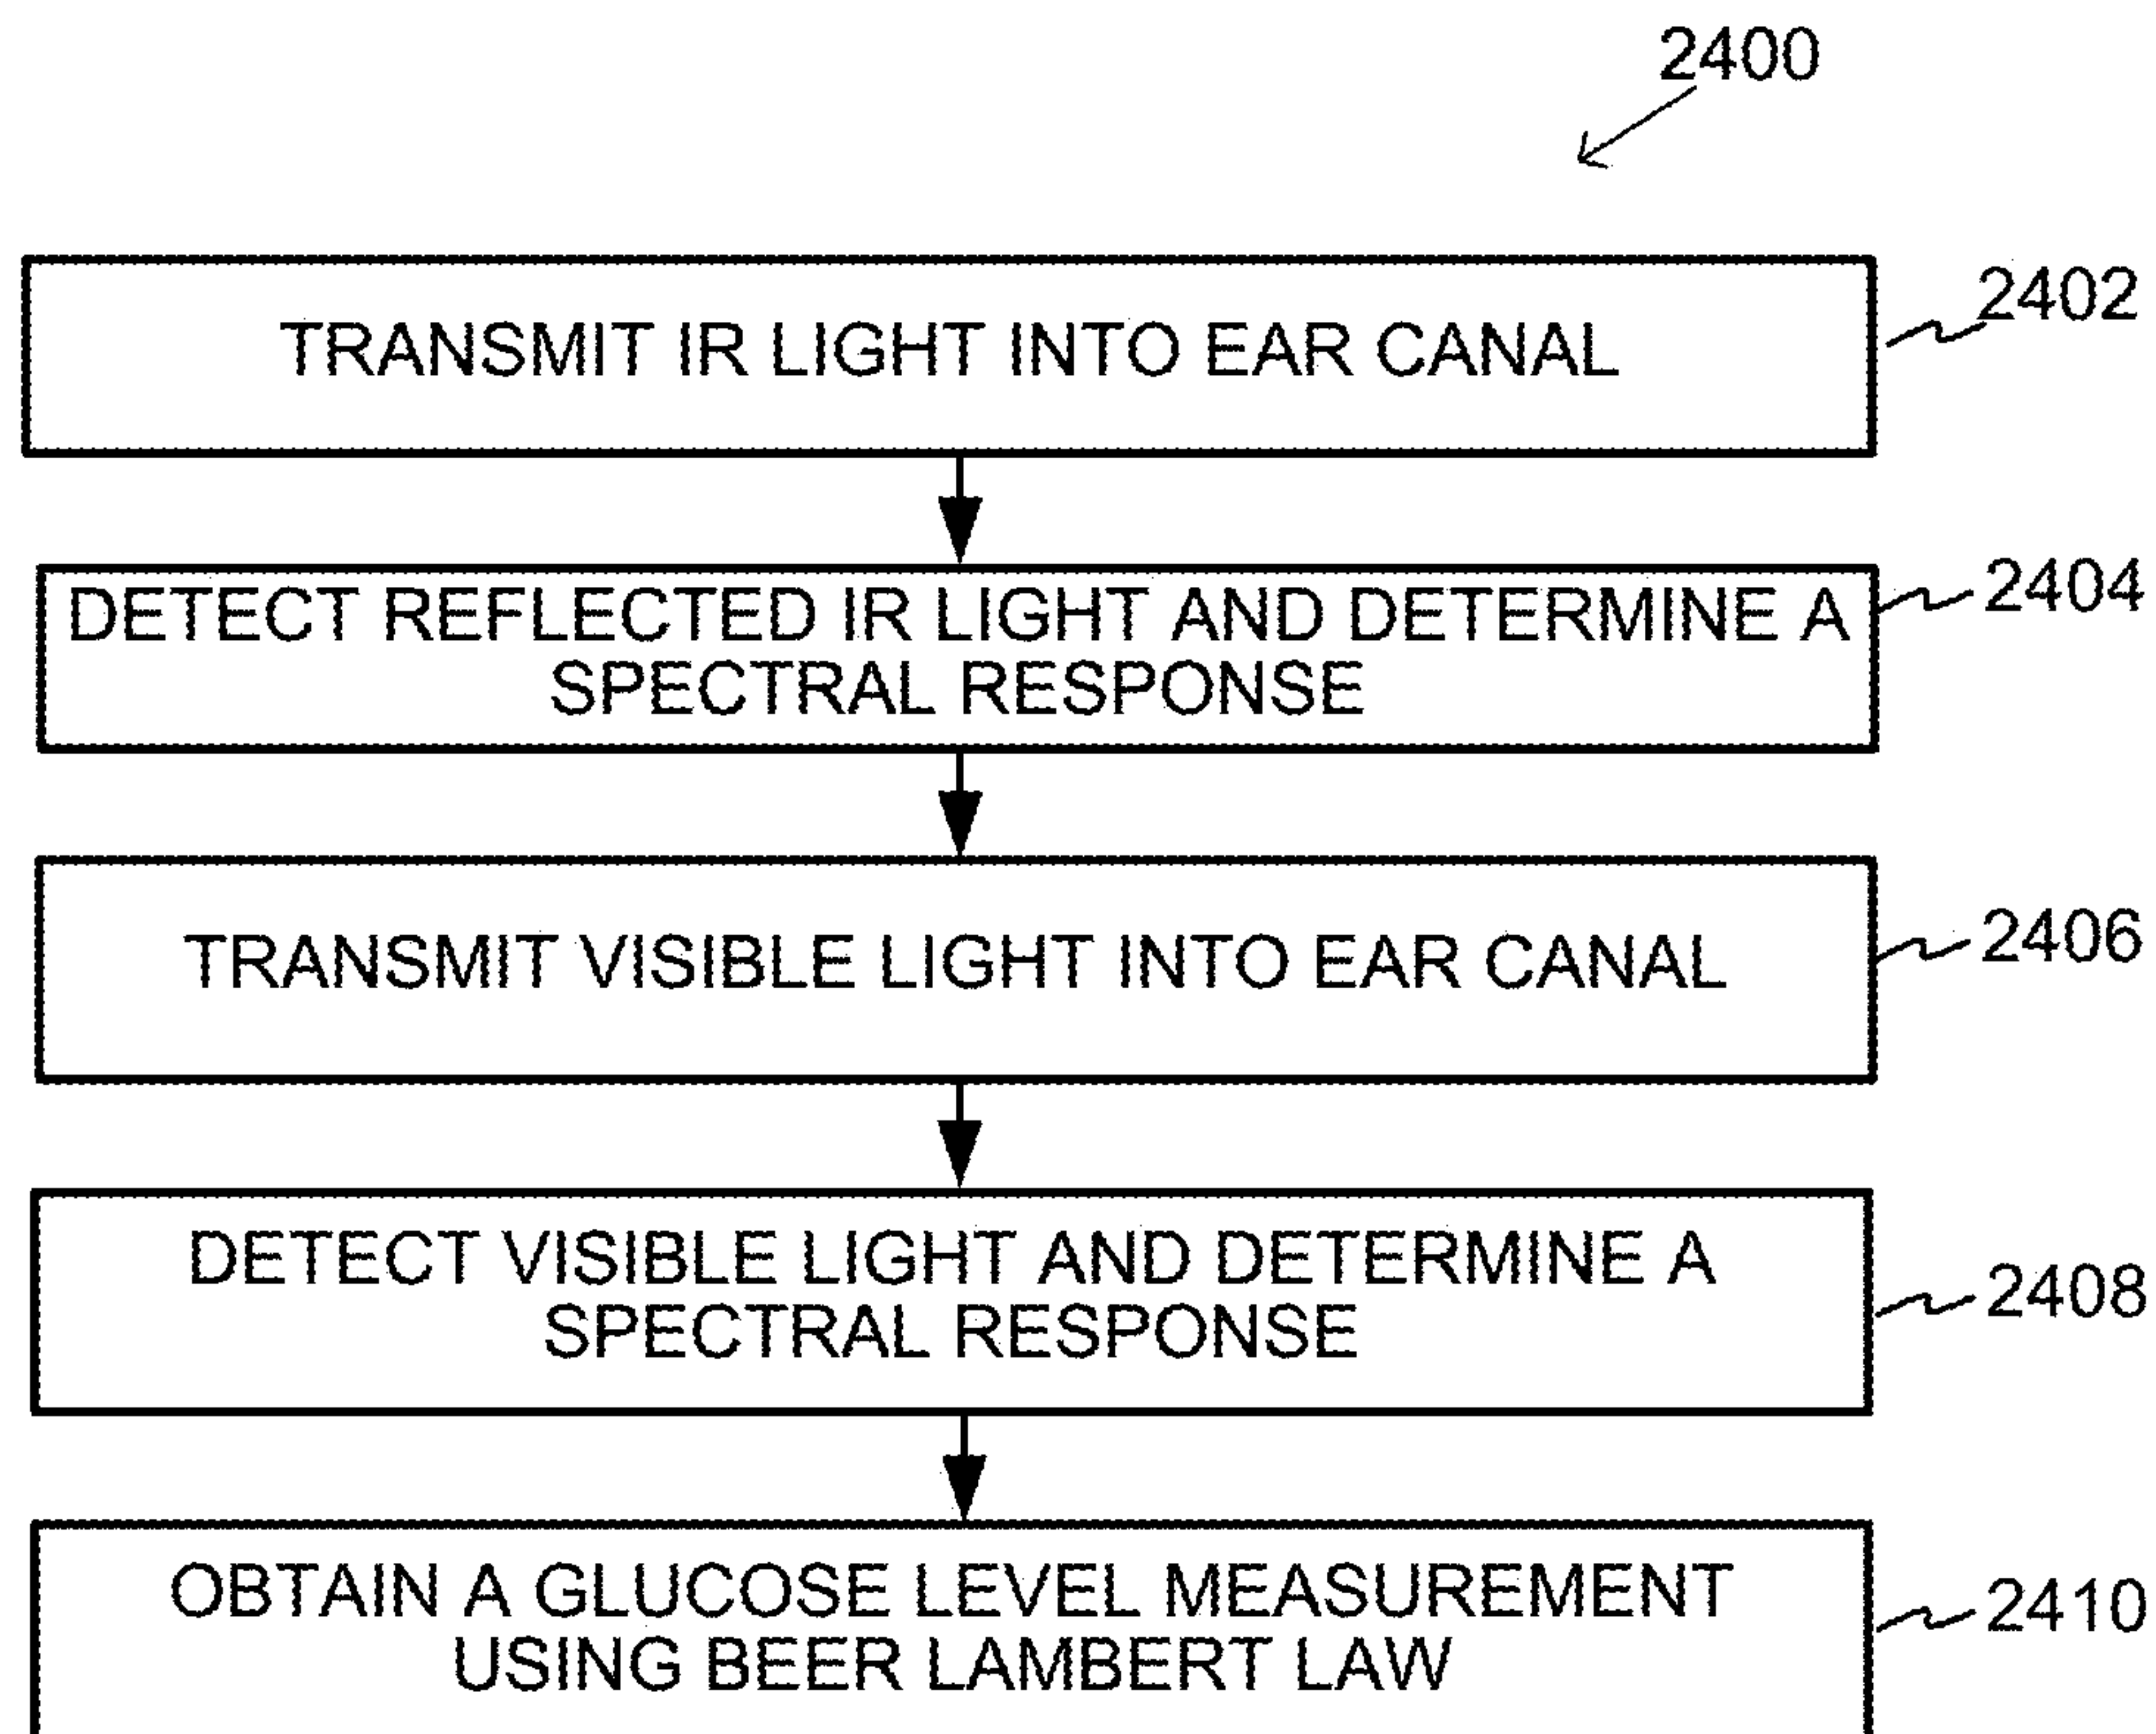 2400
TRANSMIT IR LIGHT INTO EAR CANAL
2402
DETECT REFLECTED IR LIGHT AND DETERMINE A
SPECTRAL RESPONSE
2404
TRANSMIT VISIBLE LIGHT INTO EAR CANAL
2406
DETECT VISIBLE LIGHT AND DETERMINE A
SPECTRAL RESPONSE
2408
OBTAIN A GLUCOSE LEVEL MEASUREMENT
USING BEER LAMBERT LAW
2410